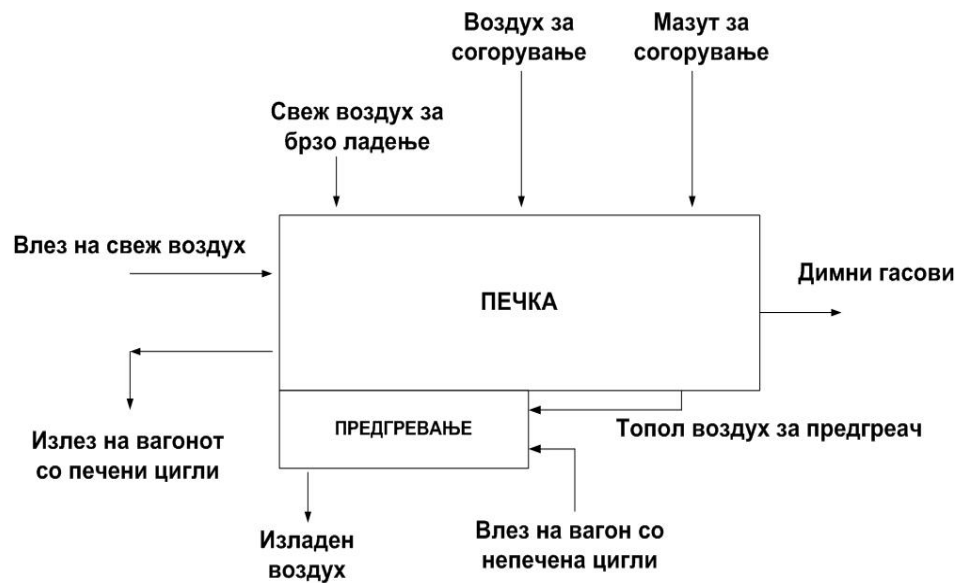 Воздух за
согорување
Мазут за
согорување
Свеж воздух за
брзо ладење
Влез на свеж воздух
Димни гасови
ПЕЧКА
Излез на вагонот
со печени цигли
ПРЕДГРЕВАЊЕ
Топол воздух за предгреач
Изладен
воздух
Влез на вагон со
непечена цигли